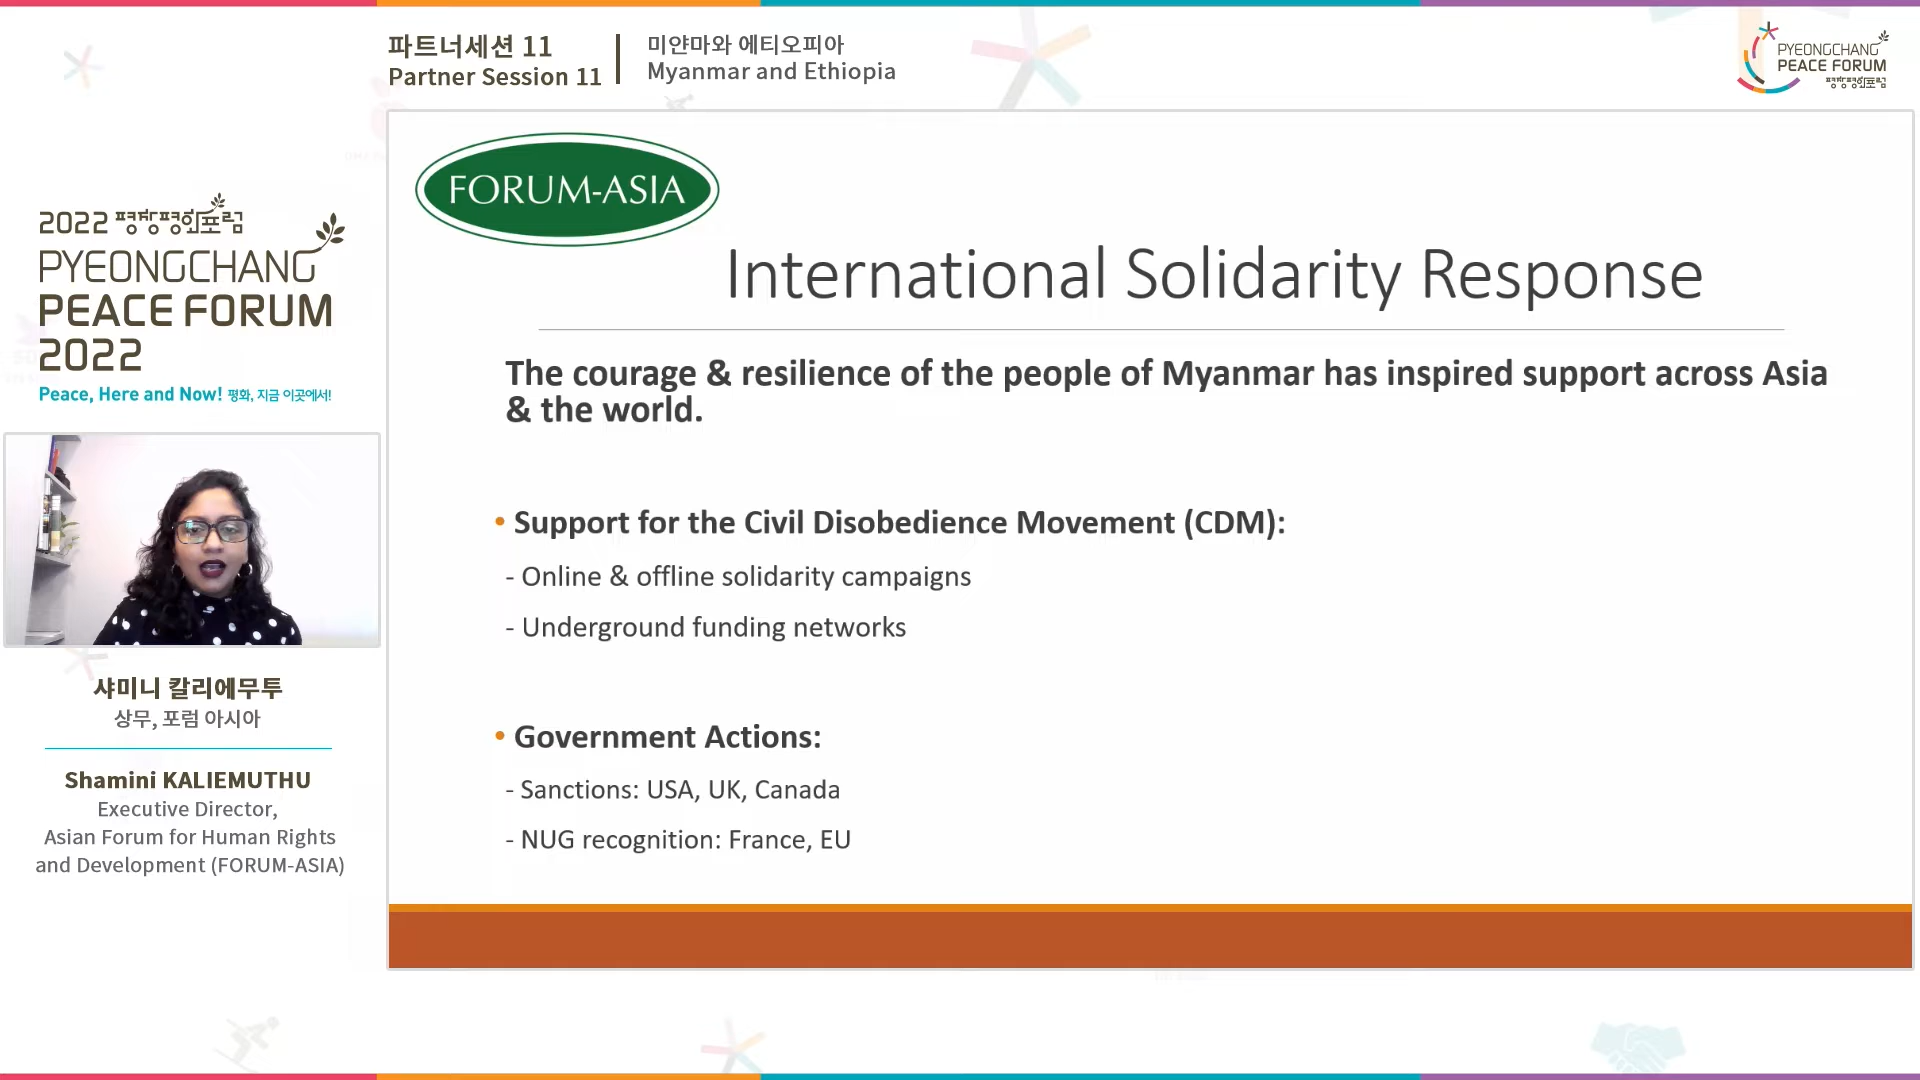 파트너세션 11
Partner Session 11
미얀마와 에티오피아
Myanmar and Ethiopia
PYEONGCHANG
PEACE FORUM
평창평화포럼
2022 평창평화포럼
PYEONGCHANG
PEACE FORUM
2022
Peace, Here and Now! 평화, 지금 이곳에서!
샤미니 칼리에무투
상무, 포럼 아시아
Shamini KALIEMUTHU
Executive Director,
Asian Forum for Human Rights
and Development (FORUM-ASIA)
FORUM-ASIA
International Solidarity Response
The courage & resilience of the people of Myanmar has inspired support across Asia
& the world.
• Support for the Civil Disobedience Movement (CDM):
- Online & offline solidarity campaigns
- Underground funding networks
• Government Actions:
- Sanctions: USA, UK, Canada
- NUG recognition: France, EU